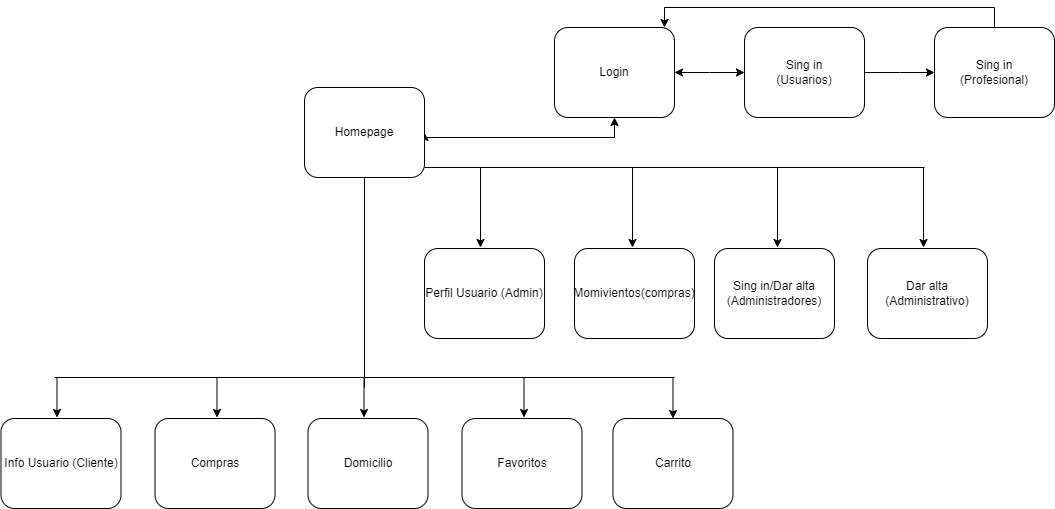 Login
Sing in
(Usuarios)
Sing in
(Profesional)
Homepage
Perfil Usuario (Admin)
Momivientos(compras)
Sing in/Dar alta
(Administradores)
Dar alta
(Administrativo)
Info Usuario (Cliente)
Compras
Domicilio
Favoritos
Carrito